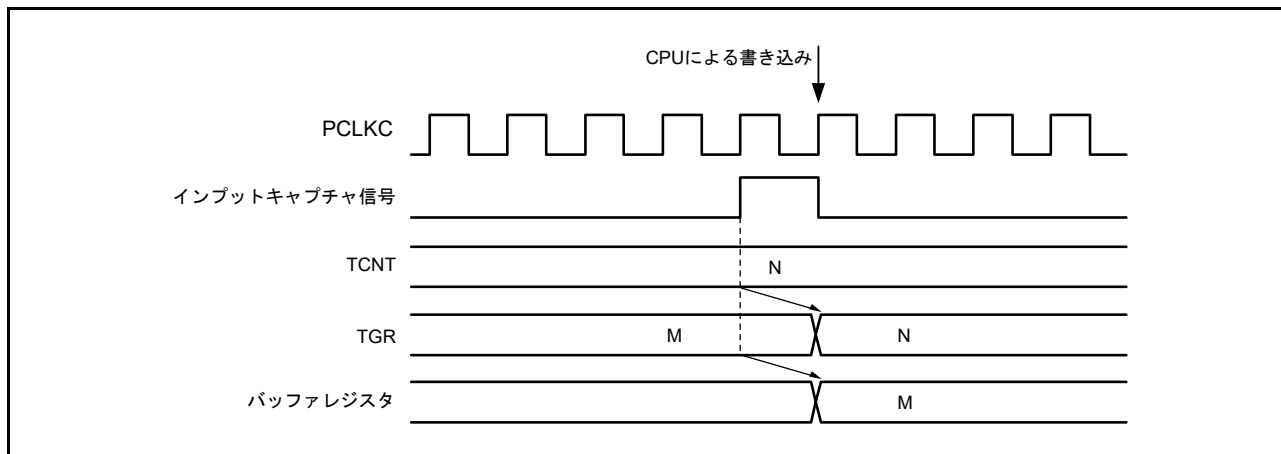 CPUによる書き込み
PCLKC
インプットキャプチャ信号
TCNT
N
TGR
M
N
バッファレジスタ
M